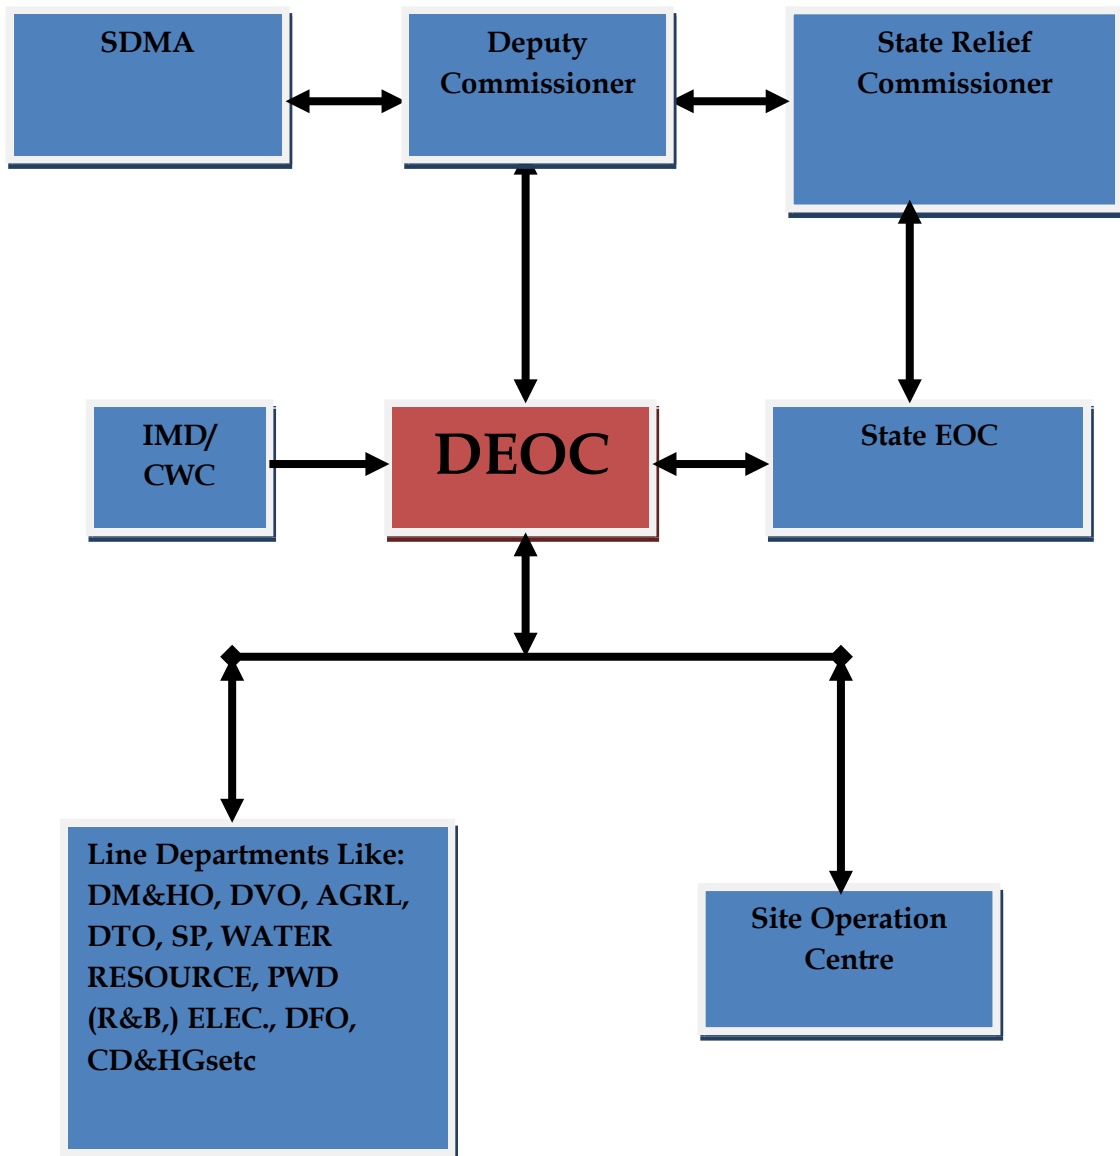 SDMA
Deputy
Commissioner
State Relief
Commissioner
IMD/
CWC
DEOC
State EOC
Line Departments Like:
DM&HO, DVO, AGRL,
DTO, SP, WATER
RESOURCE, PWD
(R&B,) ELEC., DFO,
CD&HGsetc
Site Operation
Centre